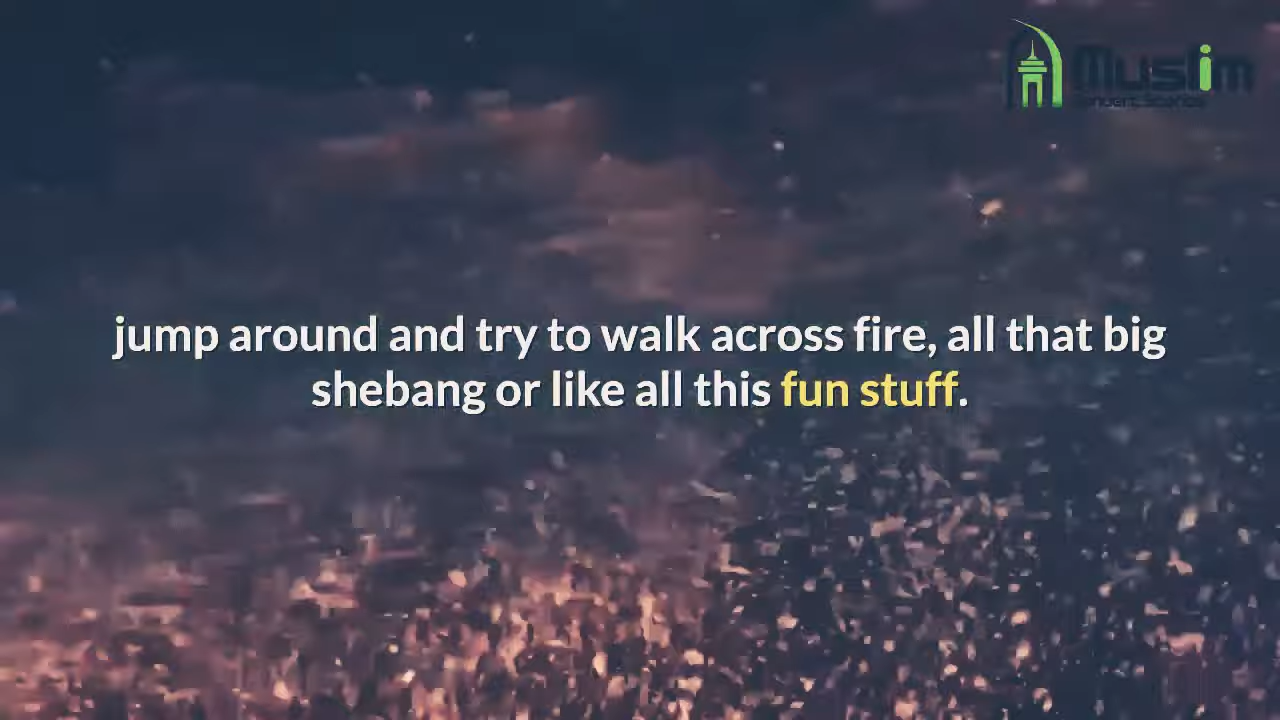 Muslim
jump around and try to walk across fire, all that big
shebang or like all this fun stuff.